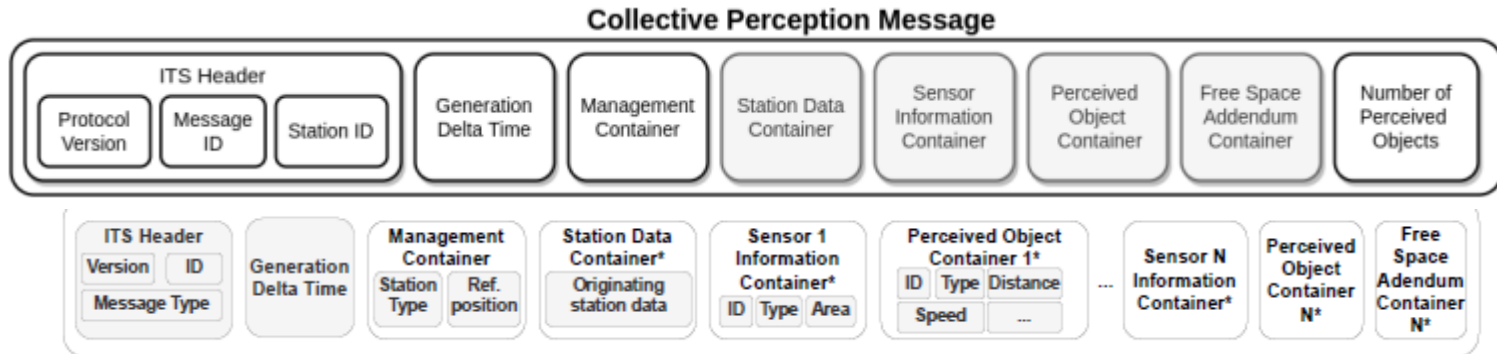 Collective Perception Message
ITS Header
Protocol
Version
Message
ID
Station ID
Generation
Delta Time
Management
Container
Station Data
Container
Sensor
Information
Container
Perceived
Object
Container
Free Space
Addendum
Container
Number of
Perceived
Objects
ITS Header
Version
ID
Message Type
Generation
Delta Time
Management
Container
Station
Type
Ref.
position
Station Data
Container*
Originating
station data
Sensor 1
Information
Container*
ID
Type
Area
Perceived Object
Container 1*
ID
Type
Distance
Speed
...
...
Sensor N
Information
Container*
Perceived
Object
Container
N*
Free
Space
Adendum
Container
N*